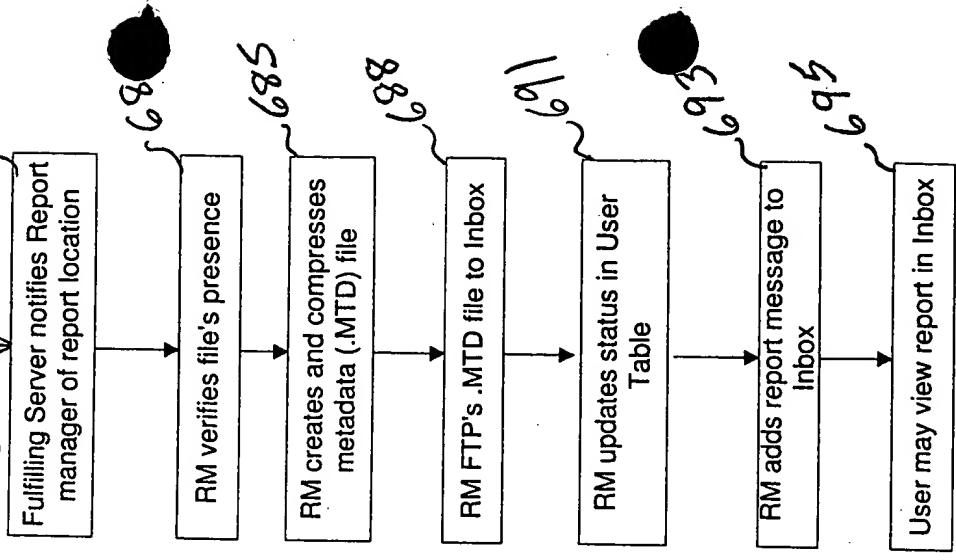 Fulfilling Server notifies Report
manager of report location
68
RM verifies file's presence
685
RM creates and compresses
metadata (.MTD) file
688
RM FTP's .MTD file to Inbox
691
RM updates status in User
Table
693
RM adds report message to
Inbox
695
User may view report in Inbox